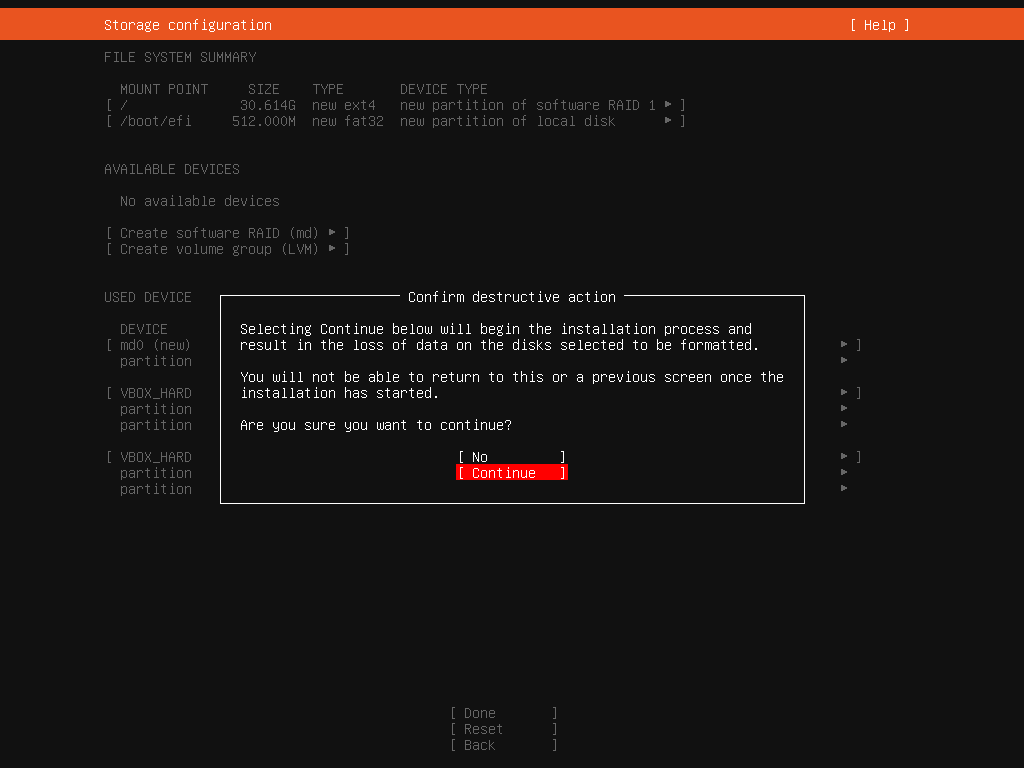 Storage configuration [ Help ]
FILE SYSTEM SUMMARY
MOUNT POINT SIZE TYPE DEVICE TYPE
[ / 30.614G new ext4 new partition of software RAID 1 ▸ ]
[ /boot/efi 512.000M new fat32 new partition of local disk ▸ ]
AVAILABLE DEVICES
No available devices
[ Create software RAID (md) ▸ ]
[ Create volume group (LVM) ▸ ]
USED DEVICE
Confirm destructive action
DEVICE
[ md0 (new) ▸ ]
partition ▸
[ VBOX_HARD ▸ ]
partition ▸
partition ▸
[ VBOX_HARD ▸ ]
partition ▸
partition ▸
Selecting Continue below will begin the installation process and
result in the loss of data on the disks selected to be formatted.
You will not be able to return to this or a previous screen once the
installation has started.
Are you sure you want to continue?
[ No ]
[ Continue ]
[ Done ]
[ Reset ]
[ Back ]